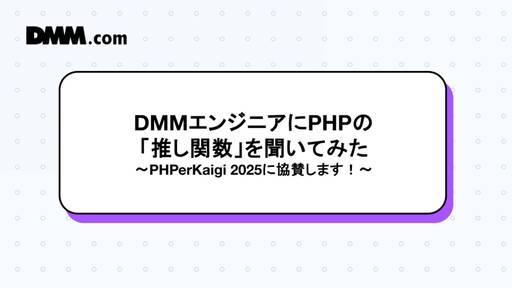 DMM.com
DMMエンジニアにPHPの
「推し関数」を聞いてみた
～PHPerKaigi 2025に協賛します！～